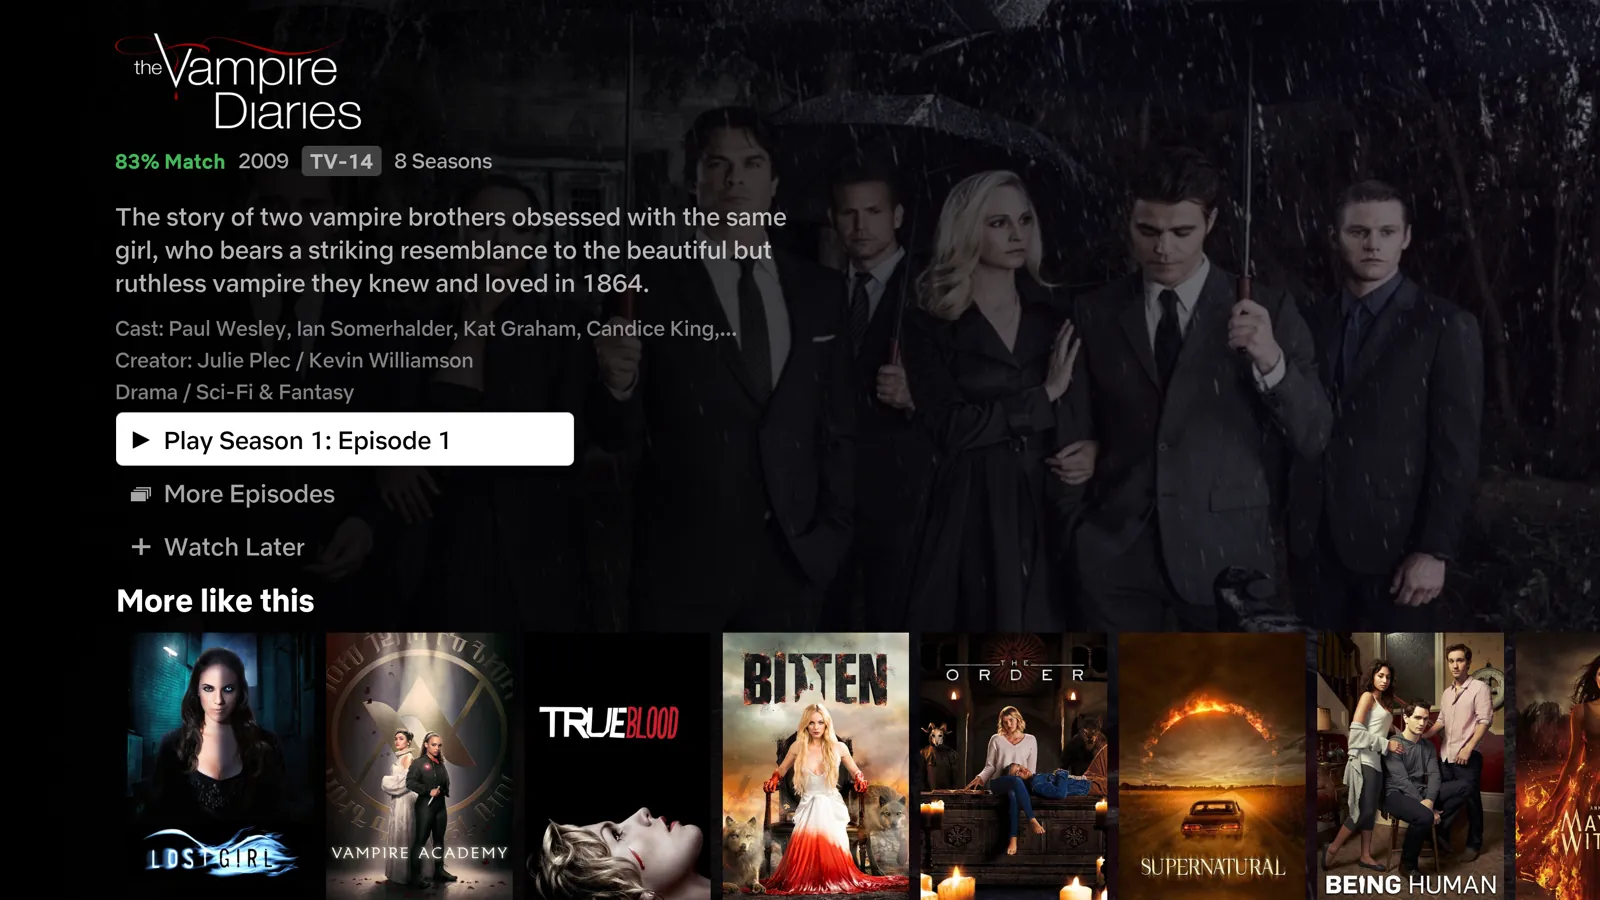 the Vampire
Diaries
83% Match 2009 TV-14 8 Seasons
The story of two vampire brothers obsessed with the same
girl, who bears a striking resemblance to the beautiful but
ruthless vampire they knew and loved in 1864.
Cast: Paul Wesley, Ian Somerhalder, Kat Graham, Candice King,...
Creator: Julie Plec / Kevin Williamson
Drama / Sci-Fi & Fantasy
Play Season 1: Episode 1
More Episodes
Watch Later
More like this
LOST GIRL
VAMPIRE ACADEMY
TRUE BLOOD
BITTEN
THE
ORDER
SUPERNATURAL
BEING HUMAN
MAY
WIT